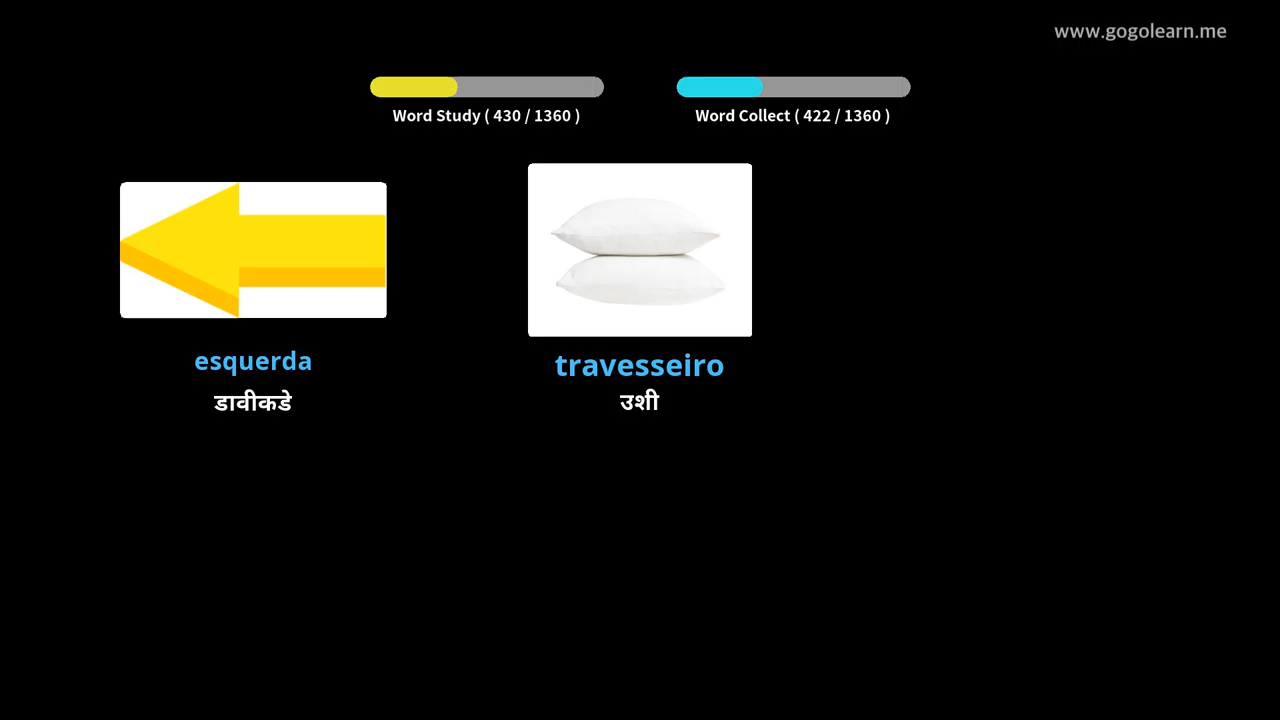 www.gogolearn.me
Word Study ( 430 / 1360 )
Word Collect ( 422 / 1360 )
esquerda
डावीकडे
travesseiro
उशी